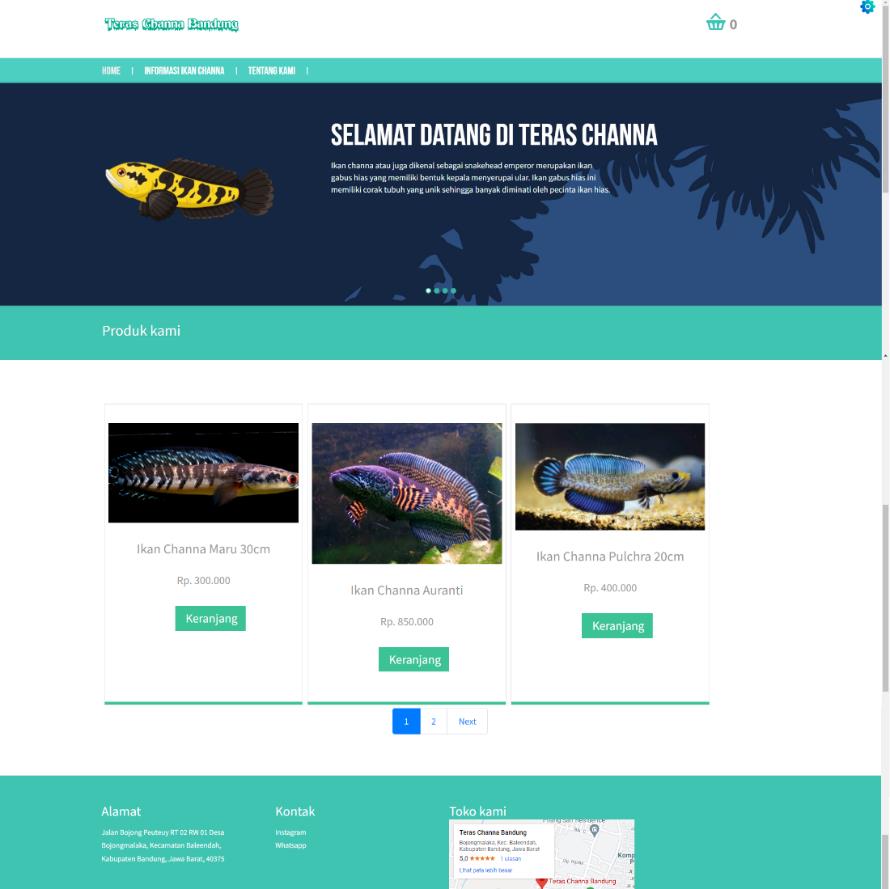 Teras Channa Bandung
0
HOME | INFORMASI IKAN CHANNA | TENTANG KAMI |
SELAMAT DATANG DI TERAS CHANNA
Ikan channa atau juga dikenal sebagai snakehead emperor merupakan ikan
gabus hias yang memiliki bentuk kepala menyerupai ular. Ikan gabus hias ini
memiliki corak tubuh yang unik sehingga banyak diminati oleh pecinta ikan hias.
Produk kami
Ikan Channa Maru 30cm
Rp. 300.000
Keranjang
Ikan Channa Auranti
Rp. 850.000
Keranjang
Ikan Channa Pulchra 20cm
Rp. 400.000
Keranjang
1 2 Next
Alamat
Jalan Bojong Peuteuy RT 02 RW 01 Desa
Bojongmalaka, Kecamatan Baleendah,
Kabupaten Bandung, Jawa Barat, 40375
Kontak
Instagram
Whatsapp
Toko kami
Teras Channa Bandung
Bojongmalaka, Kec. Baleendah,
Kabupaten Bandung, Jawa Barat
5,0 ★★★★★ 1 ulasan
Lihat peta lebih besar
Teras Channa Bandung